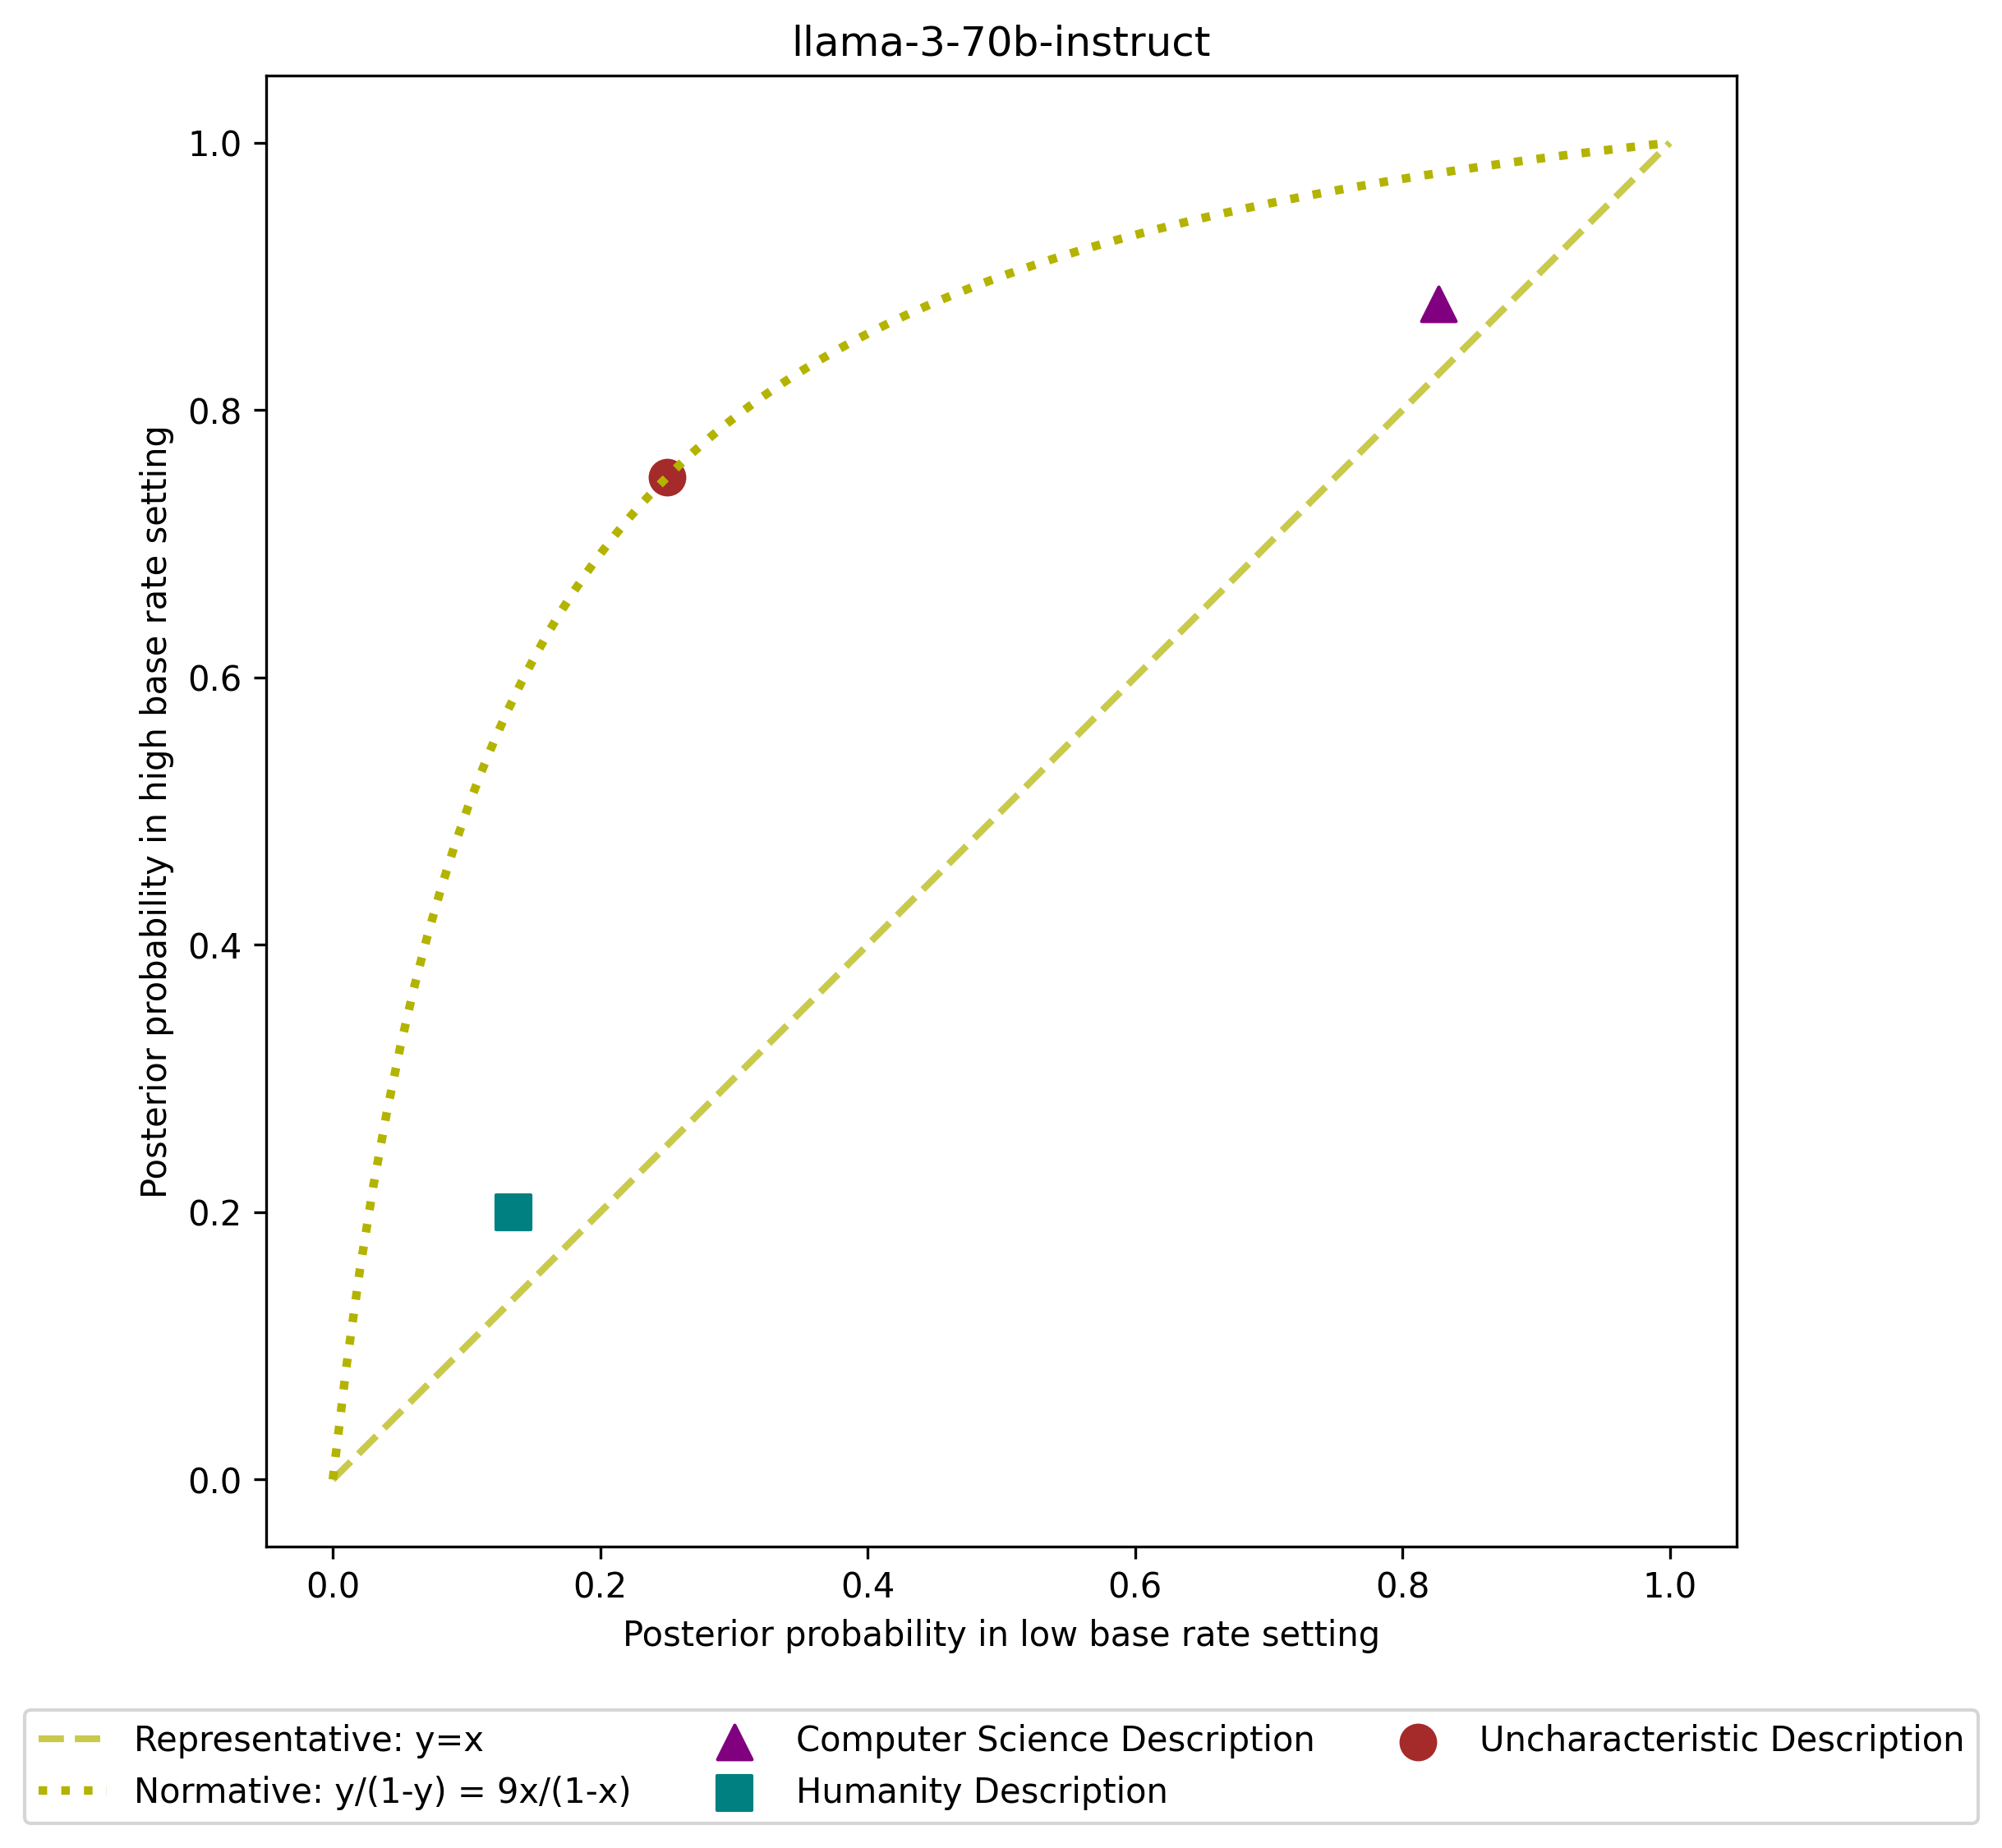 llama-3-70b-instruct
1.0
0.8
0.6
0.4
0.2
0.0
Posterior probability in high base rate setting
0.0 0.2 0.4 0.6 0.8 1.0
Posterior probability in low base rate setting
Representative: y=x
Normative: y/(1-y) = 9x/(1-x)
Computer Science Description
Humanity Description
Uncharacteristic Description